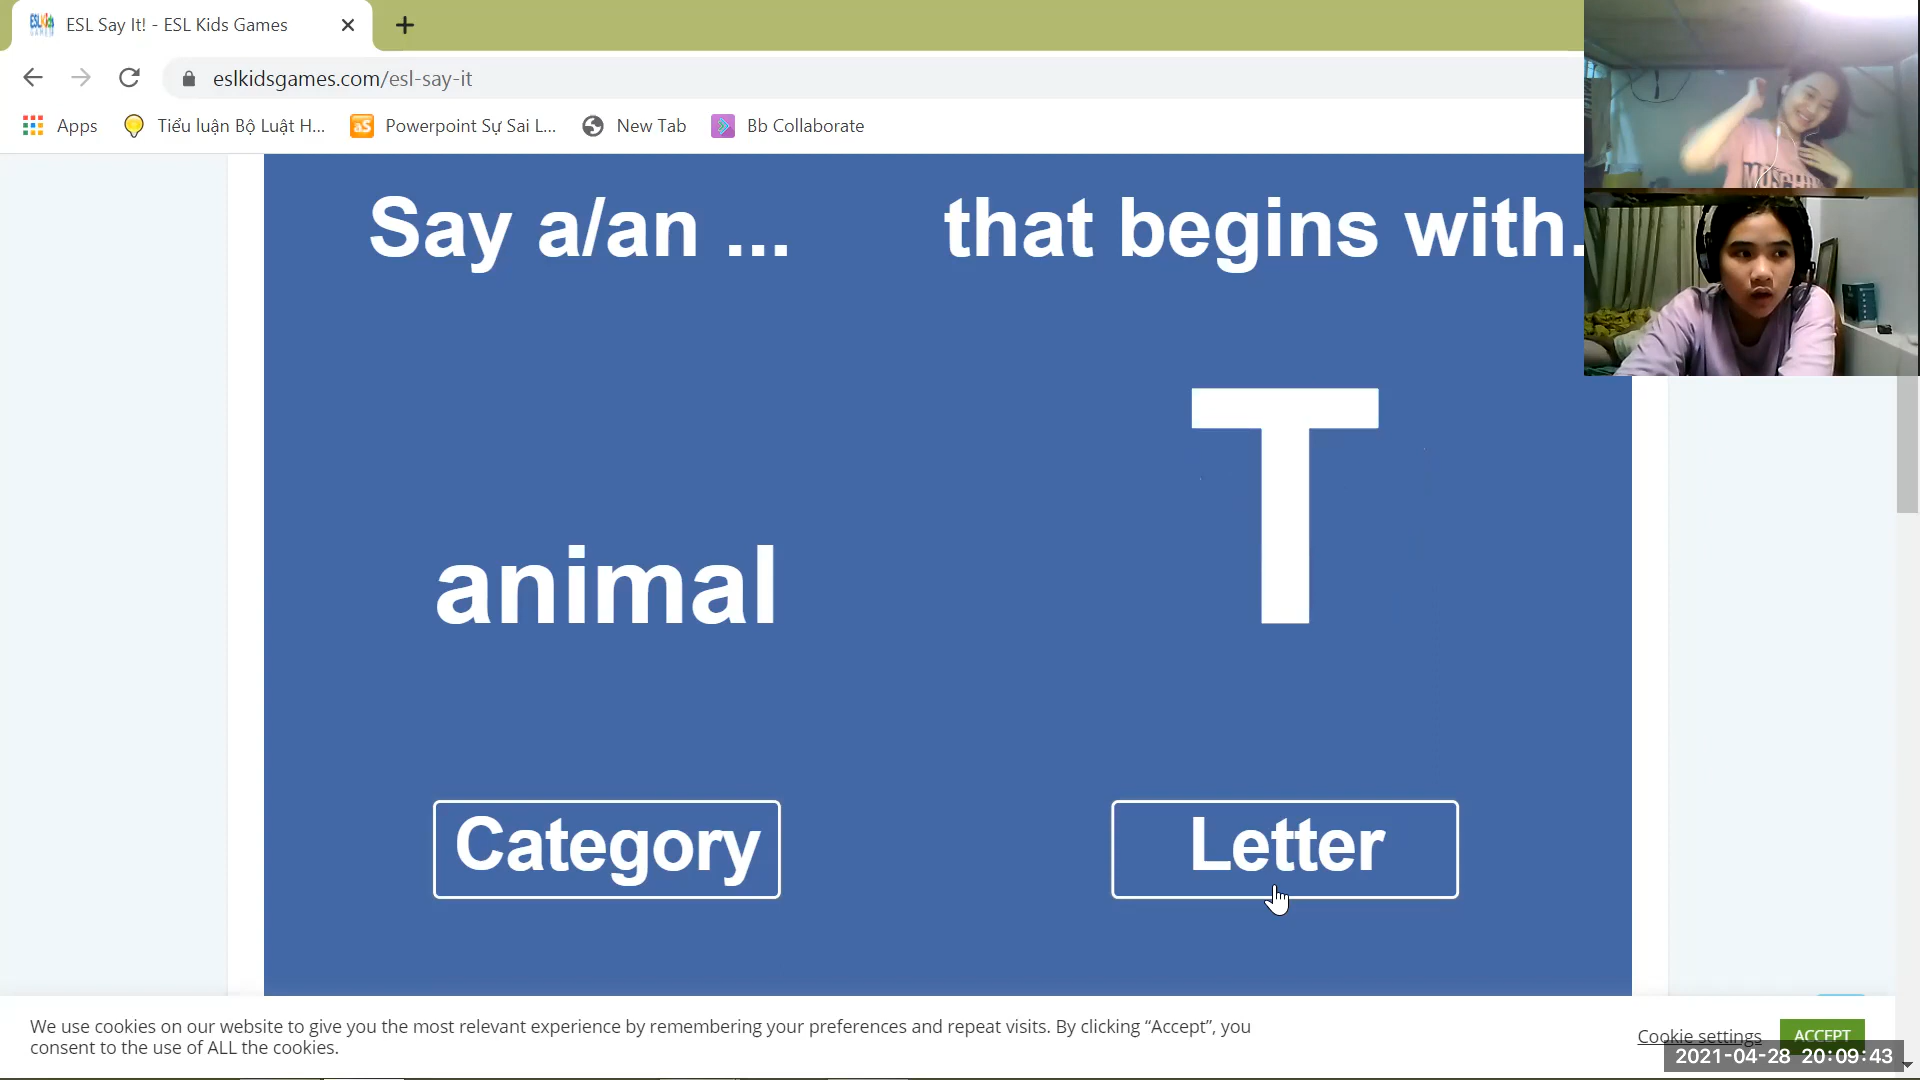 ESL Say It! - ESL Kids Games
eslkidsgames.com/esl-say-it
Apps Tiểu luận Bộ Luật H... Powerpoint Sự Sai L... New Tab Bb Collaborate
Say a/an ... that begins with.
animal T
Category Letter
We use cookies on our website to give you the most relevant experience by remembering your preferences and repeat visits. By clicking “Accept”, you
consent to the use of ALL the cookies.
Cookie settings ACCEPT
2021-04-28 20:09:43